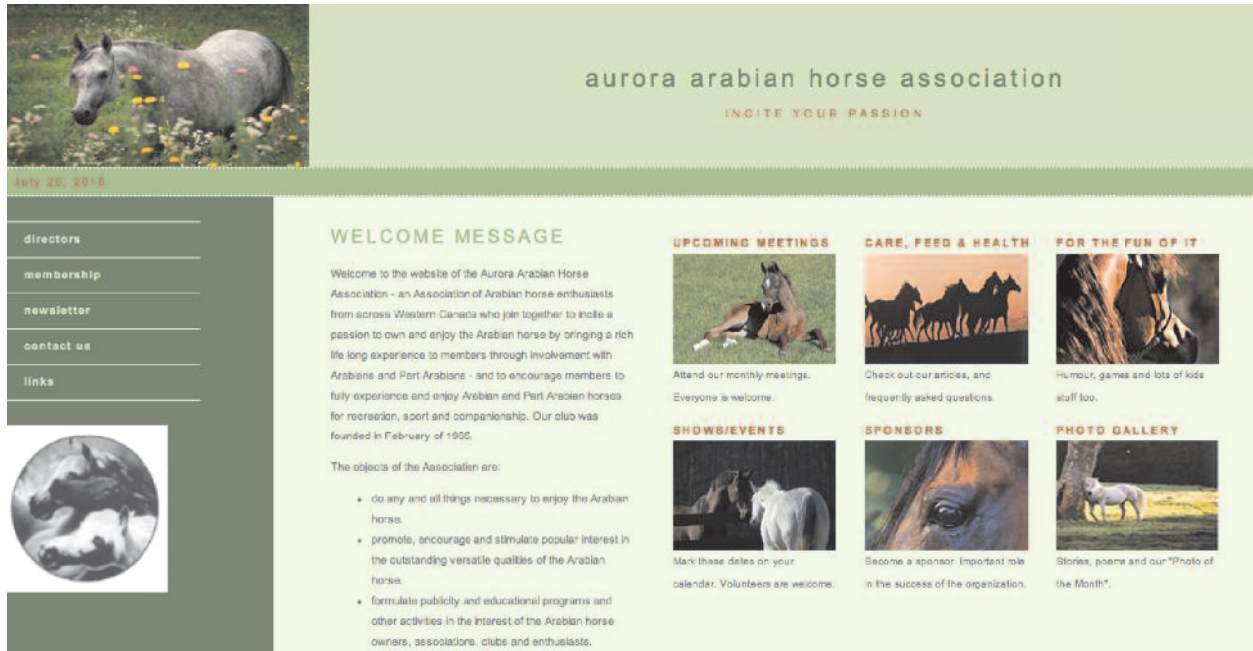 aurora arabian horse association
INCITE YOUR PASSION
directors
membership
newsletter
contact us
links
WELCOME MESSAGE
Welcome to the website of the Aurora Arabian Horse
Association - an Association of Arabian horse enthusiasts
from across Western Canada who join together to incite a
passion to own and enjoy the Arabian horse by bringing a rich
life long experience to members through involvement with
Arabians and Part Arabians - and to encourage members to
fully experience and enjoy Arabian and Part Arabian horses
for recreation, sport and companionship. Our club was
founded in February of
The objects of the Association are:
• do any and all things necessary to enjoy the Arabian
horse.
• promote, encourage and stimulate popular interest in
the outstanding versatile qualities of the Arabian
horse.
• formulate publicity and educational programs and
other activities in the interest of the Arabian horse
owners, associations, clubs and enthusiasts.
UPCOMING MEETINGS
Attend our monthly meetings.
Everyone is welcome.
CARE, FEED & HEALTH
Check out our articles, and
frequently asked questions.
FOR THE FUN OF IT
Humour, games and lots of kids
stuff too.
SHOWS/EVENTS
Mark these dates on your
calendar. Volunteers are welcome.
SPONSORS
Become a sponsor. Important role
in the success of the organization.
PHOTO GALLERY
Stories, poems and our "Photo of
the Month".